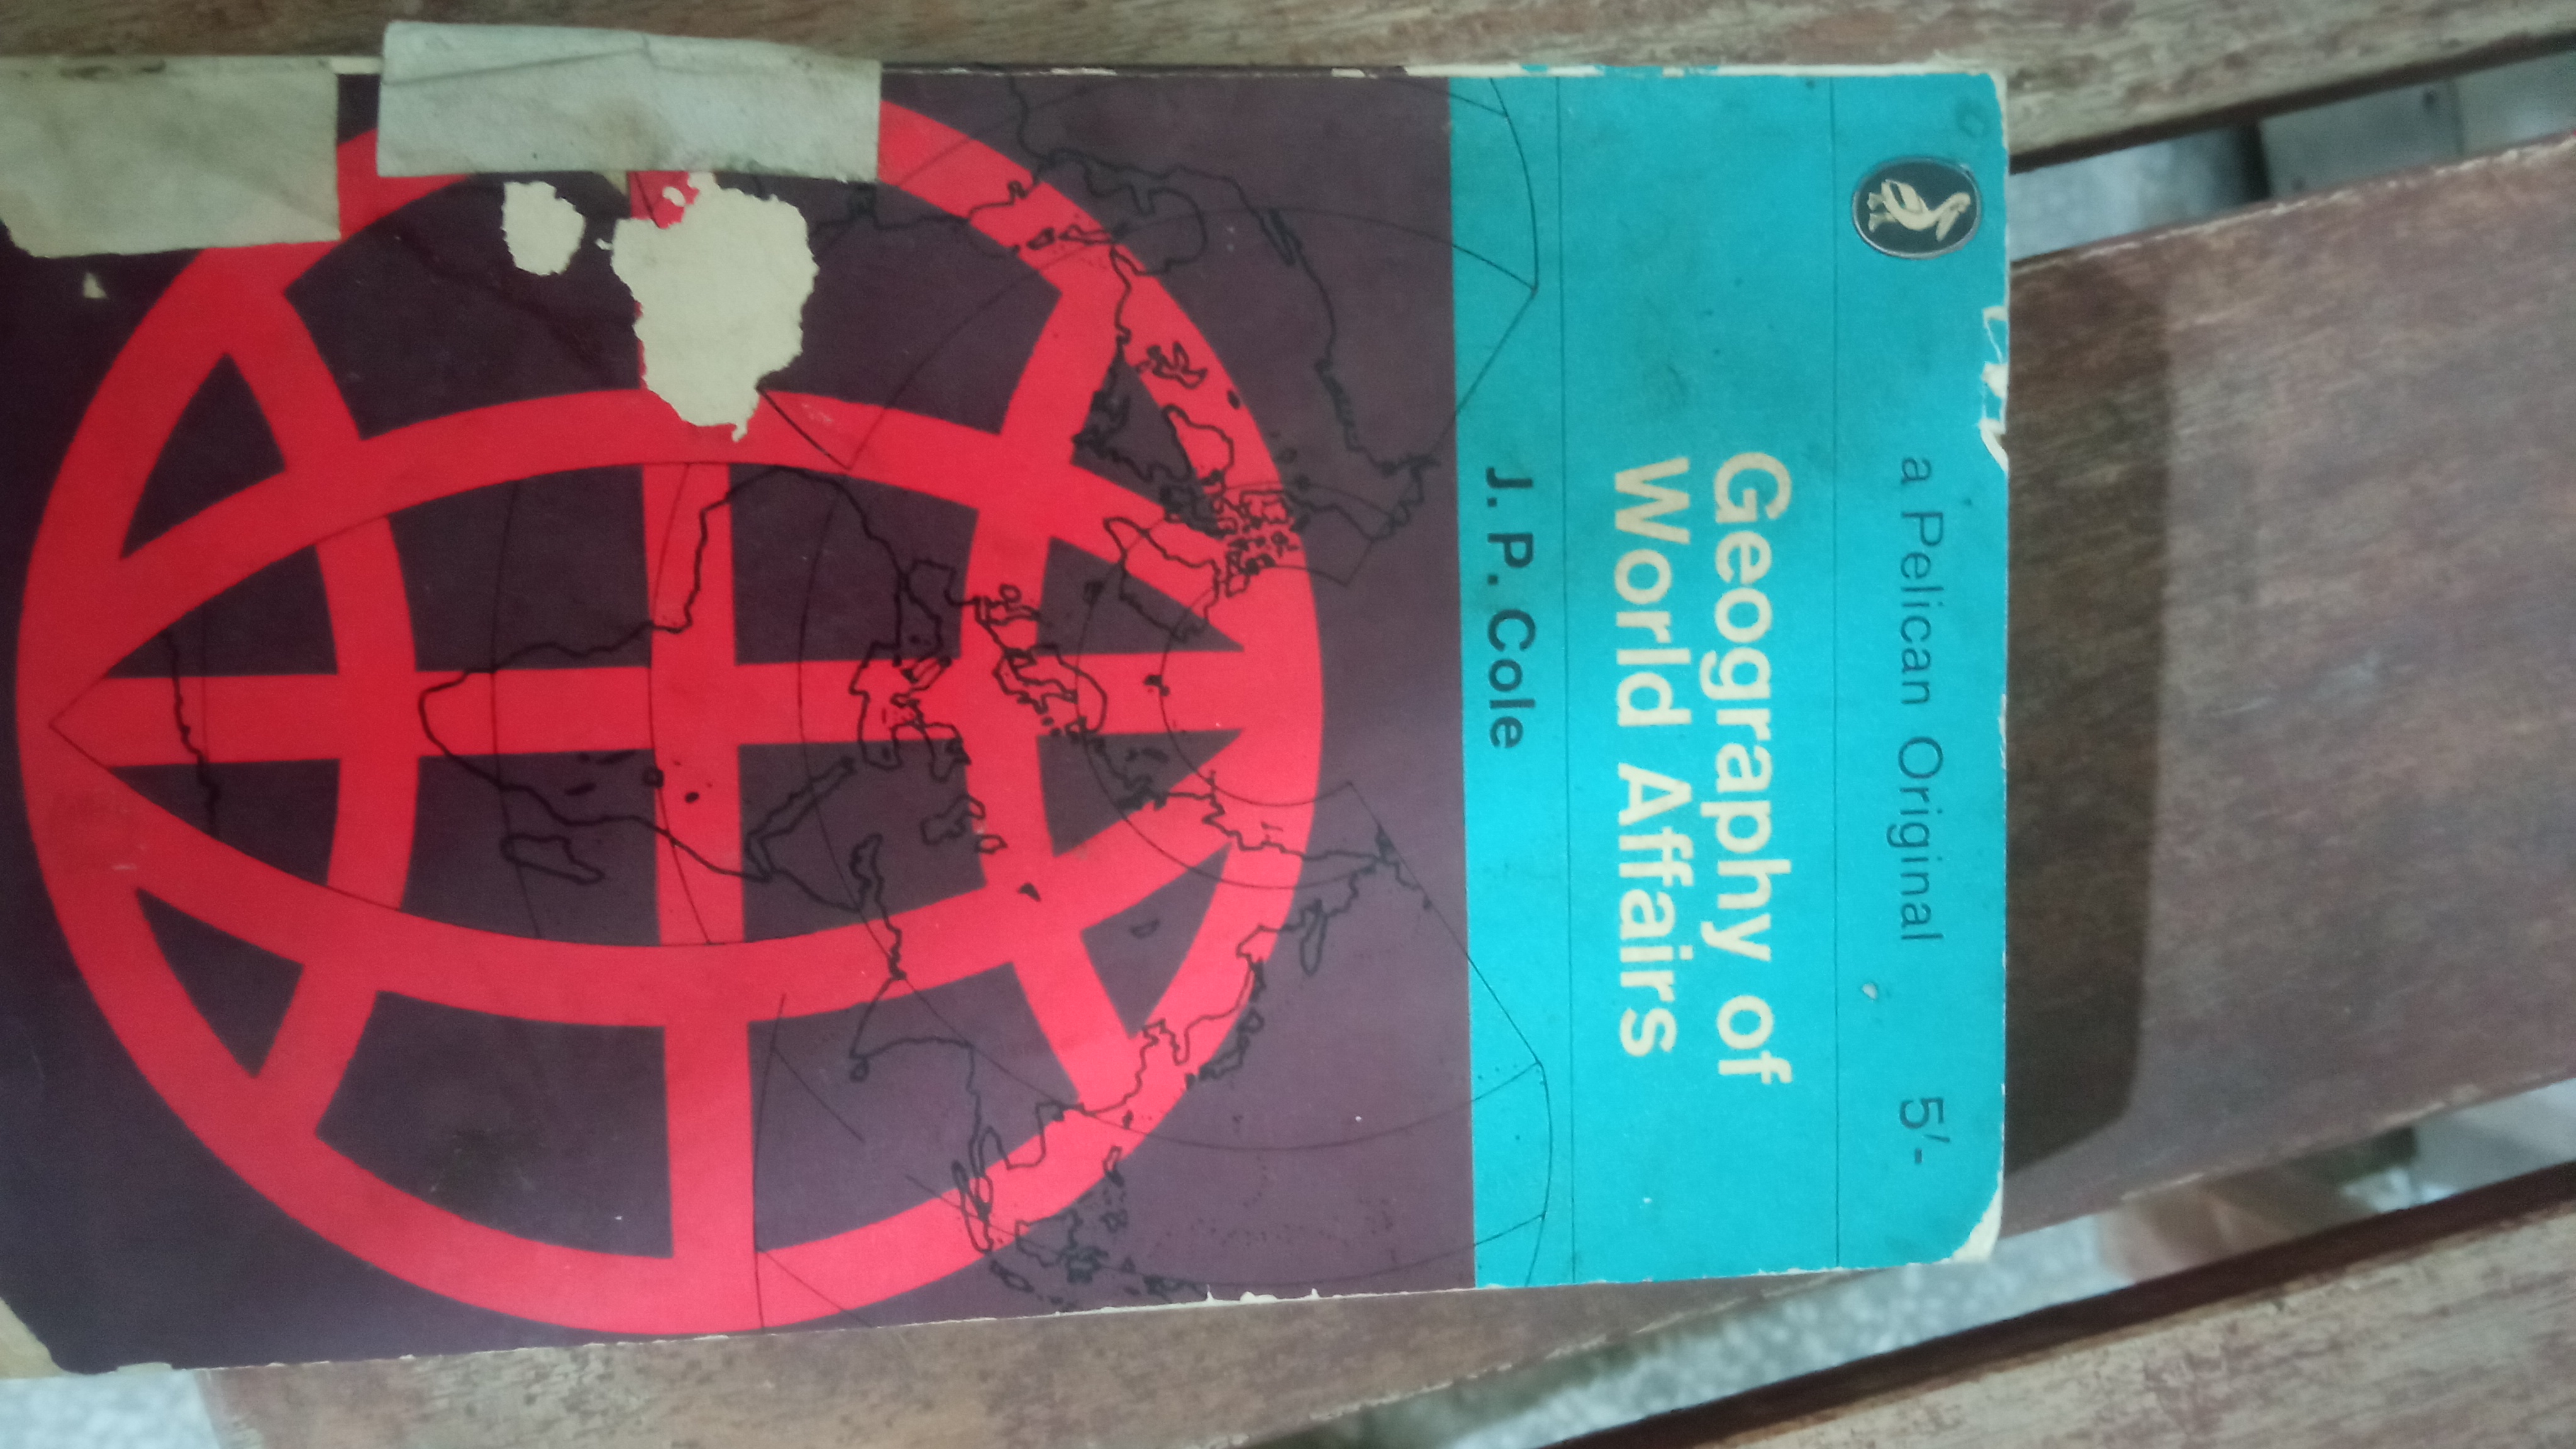 a Pelican Original 5/-
Geography of
World Affairs
J. P. Cole